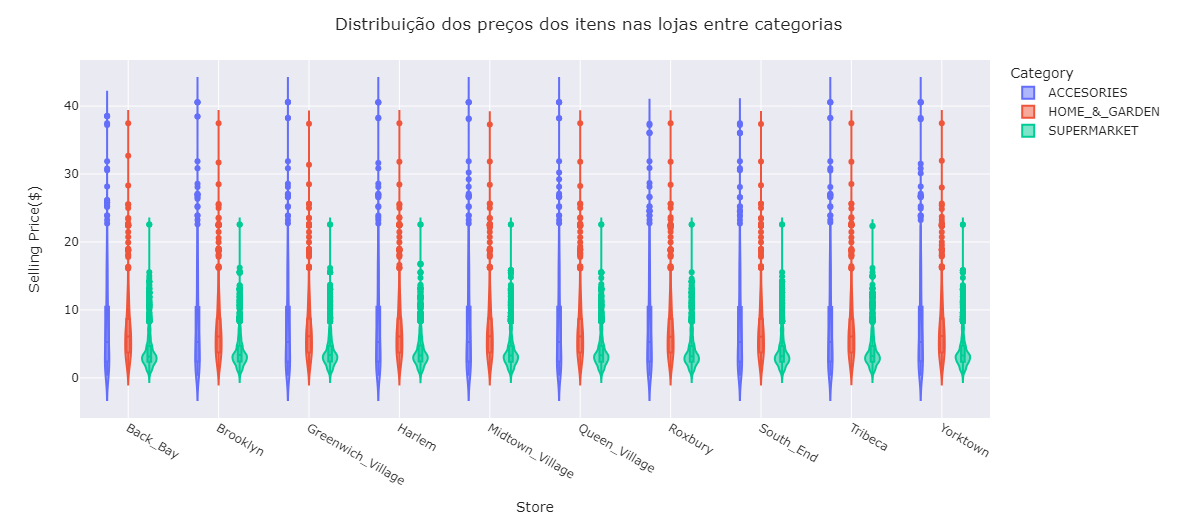 Distribuição dos preços dos itens nas lojas entre categorias
Category
ACCESORIES
HOME_&_GARDEN
SUPERMARKET
Selling Price($)
40
30
20
10
0
Back_Bay
Brooklyn
Greenwich_Village
Harlem
Midtown_Village
Queen_Village
Roxbury
South_End
Tribeca
Yorktown
Store